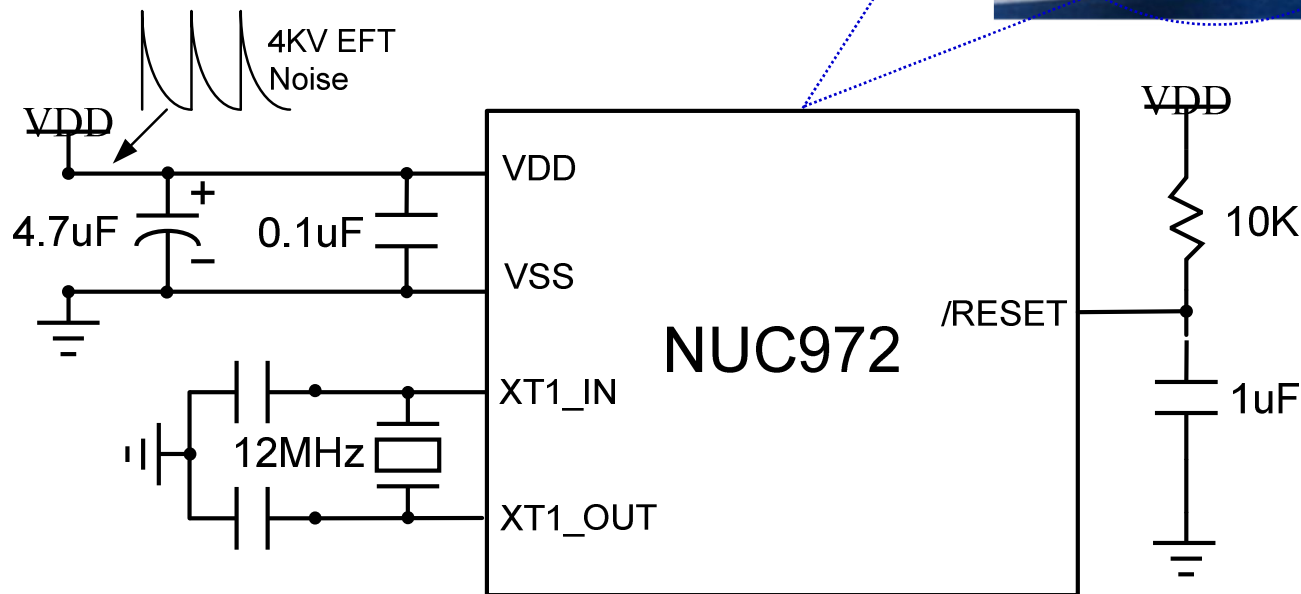 4KV EFT
Noise
VDD
VDD
VDD
4.7uF
+
−
0.1uF
10K
VSS
/RESET
NUC972
XT1_IN
1uF
12MHz
XT1_OUT